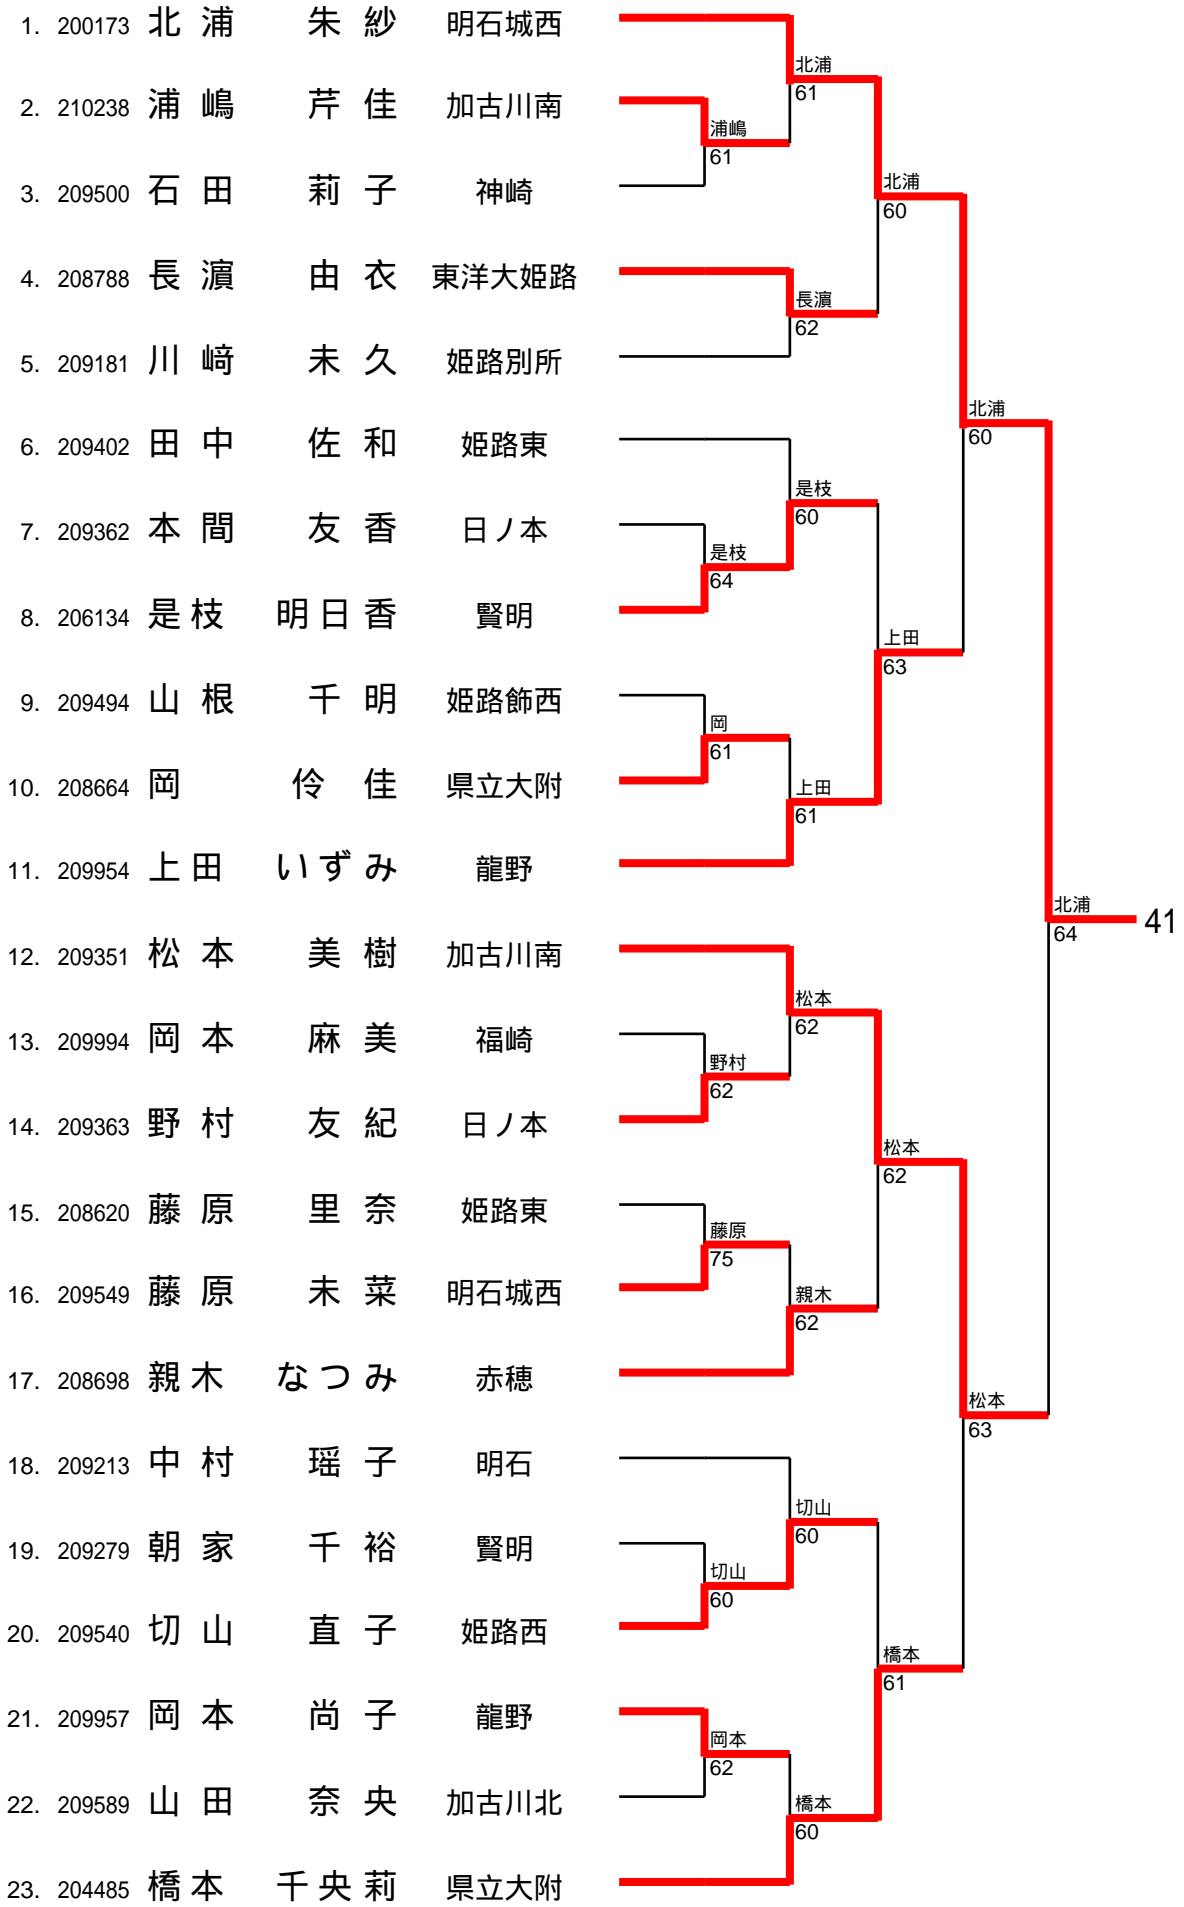 1. 200173 北浦 朱紗 明石城西
2. 210238 浦嶋 芹佳 加古川南
3. 209500 石田 莉子 神崎
4. 208788 長濵 由衣 東洋大姫路
5. 209181 川﨑 未久 姫路別所
6. 209402 田中 佐和 姫路東
7. 209362 本間 友香 日ノ本
8. 206134 是枝 明日香 賢明
9. 209494 山根 千明 姫路飾西
10. 208664 岡 伶佳 県立大附
11. 209954 上田 いずみ 龍野
12. 209351 松本 美樹 加古川南
13. 209994 岡本 麻美 福崎
14. 209363 野村 友紀 日ノ本
15. 208620 藤原 里奈 姫路東
16. 209549 藤原 未菜 明石城西
17. 208698 親木 なつみ 赤穂
18. 209213 中村 瑶子 明石
19. 209279 朝家 千裕 賢明
20. 209540 切山 直子 姫路西
21. 209957 岡本 尚子 龍野
22. 209589 山田 奈央 加古川北
23. 204485 橋本 千央莉 県立大附
浦嶋
61
是枝
64
岡
61
野村
62
藤原
75
切山
60
岡本
62
北浦
61
長濵
62
是枝
60
上田
61
松本
62
親木
62
切山
60
橋本
60
北浦
60
上田
63
松本
62
橋本
61
北浦
60
松本
63
北浦
64
41